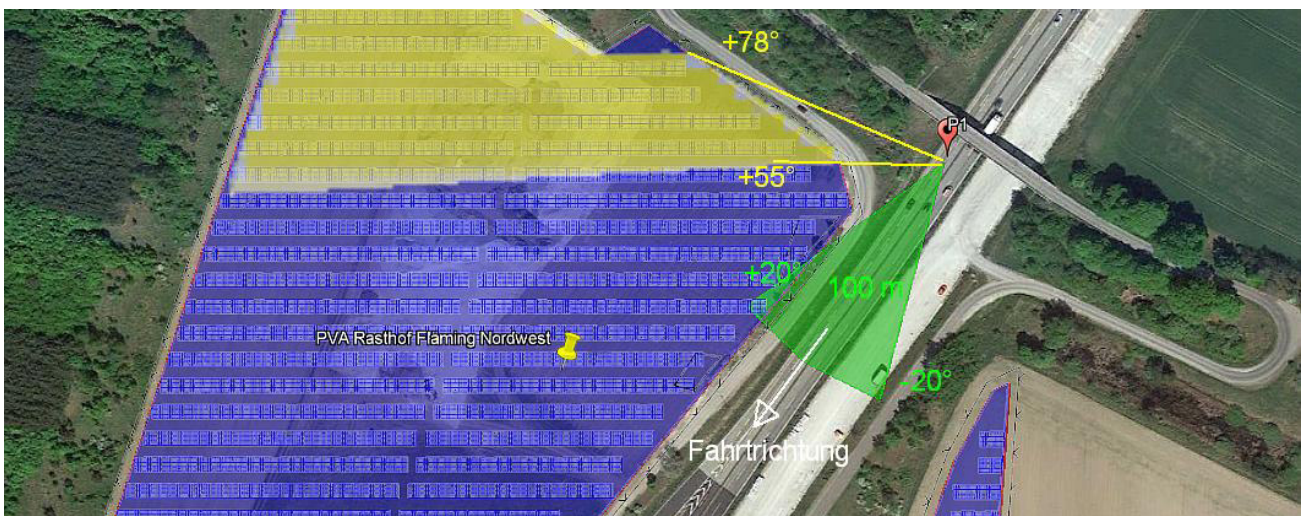 +78°
P1
+55°
+20°
100 m
PVA Rasthof Fläming Nordwest
-20°
Fahrtrichtung